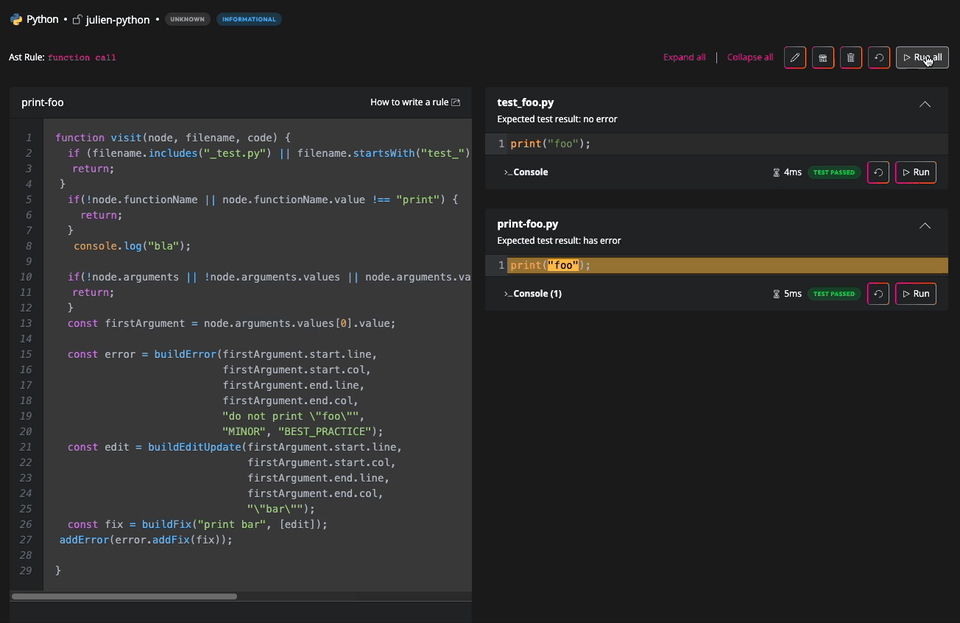 Python • julien-python • UNKNOWN INFORMATIONAL
Ast Rule: function call
Expand all | Collapse all Run all
print-foo
How to write a rule
1 function visit(node, filename, code) {
2 if (filename.includes("_test.py") || filename.startsWith("test_")
3 return;
4 }
5 if(!node.functionName || node.functionName.value !== "print") {
6 return;
7 }
8 console.log("bla");
9
10 if(!node.arguments || !node.arguments.values || node.arguments.va
11 return;
12 }
13 const firstArgument = node.arguments.values[0].value;
14
15 const error = buildError(firstArgument.start.line,
16 firstArgument.start.col,
17 firstArgument.end.line,
18 firstArgument.end.col,
19 "do not print \"foo\"",
20 "MINOR", "BEST_PRACTICE");
21 const edit = buildEditUpdate(firstArgument.start.line,
22 firstArgument.start.col,
23 firstArgument.end.line,
24 firstArgument.end.col,
25 "\"bar\"");
26 const fix = buildFix("print bar", [edit]);
27 addError(error.addFix(fix));
28
29 }
test_foo.py
Expected test result: no error
1 print("foo");
>_Console 4ms TEST PASSED Run
print-foo.py
Expected test result: has error
1 print("foo");
>_Console (1) 5ms TEST PASSED Run